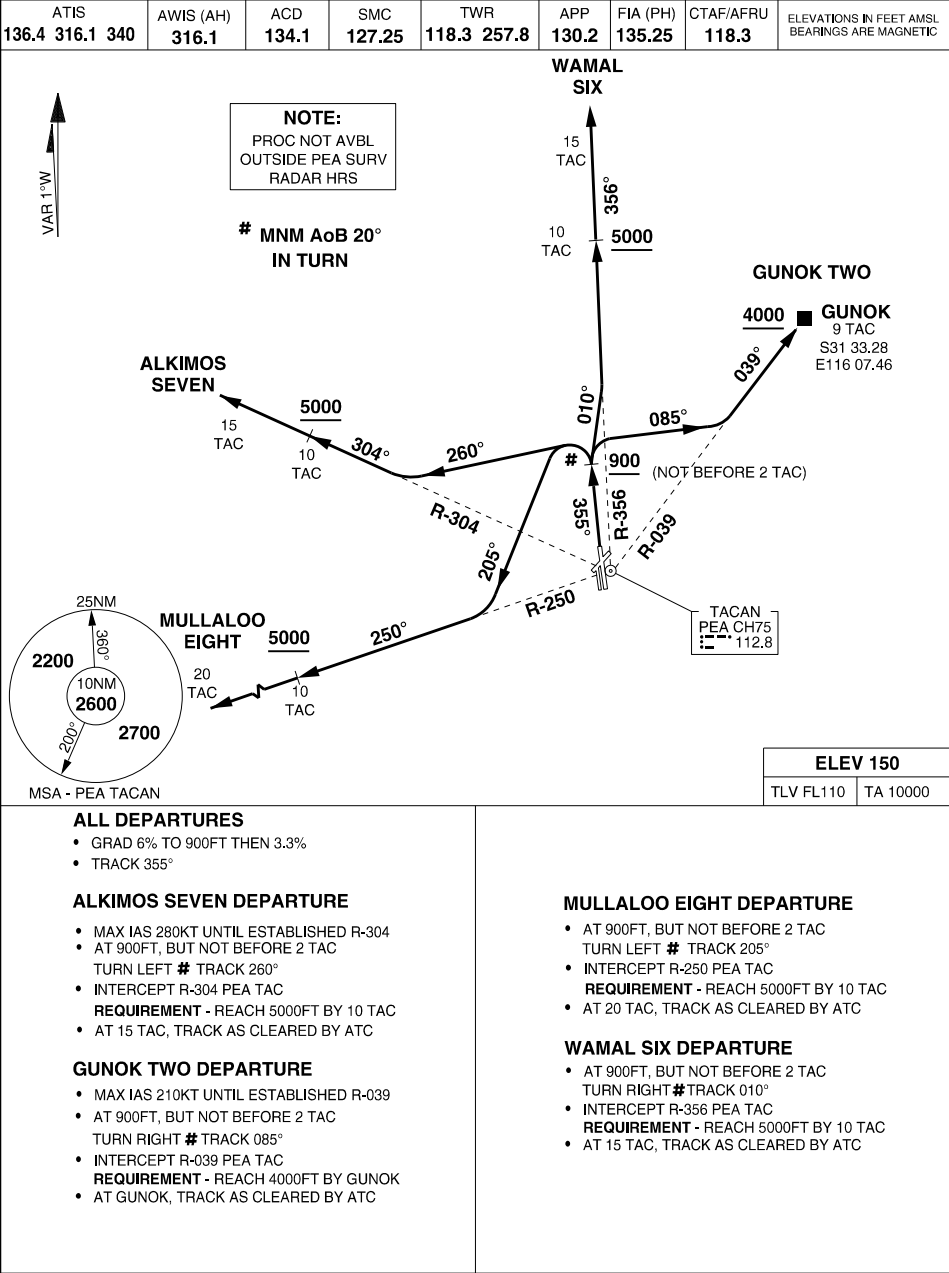 ATIS
136.4 316.1 340
AWIS (AH)
316.1
ACD
134.1
SMC
127.25
TWR
118.3 257.8
APP
130.2
FIA (PH)
135.25
CTAF/AFRU
118.3
ELEVATIONS IN FEET AMSL
BEARINGS ARE MAGNETIC
VAR 1°W
NOTE:
PROC NOT AVBL
OUTSIDE PEA SURV
RADAR HRS
# MNM AoB 20°
IN TURN
WAMAL
SIX
15
TAC
356°
10
TAC
5000
GUNOK TWO
4000
GUNOK
9 TAC
S31 33.28
E116 07.46
039°
ALKIMOS
SEVEN
15
TAC
5000
10
TAC
304°
260°
010°
085°
#
900
(NOT BEFORE 2 TAC)
R-304
355°
R-356
R-039
205°
R-250
TACAN
PEA CH75
112.8
MULLALOO
EIGHT
5000
250°
20
TAC
10
TAC
25NM
360°
2200
10NM
2600
2700
200°
MSA - PEA TACAN
ELEV 150
TLV FL110
TA 10000
ALL DEPARTURES
• GRAD 6% TO 900FT THEN 3.3%
• TRACK 355°
ALKIMOS SEVEN DEPARTURE
• MAX IAS 280KT UNTIL ESTABLISHED R-304
• AT 900FT, BUT NOT BEFORE 2 TAC
TURN LEFT # TRACK 260°
• INTERCEPT R-304 PEA TAC
REQUIREMENT - REACH 5000FT BY 10 TAC
• AT 15 TAC, TRACK AS CLEARED BY ATC
GUNOK TWO DEPARTURE
• MAX IAS 210KT UNTIL ESTABLISHED R-039
• AT 900FT, BUT NOT BEFORE 2 TAC
TURN RIGHT # TRACK 085°
• INTERCEPT R-039 PEA TAC
REQUIREMENT - REACH 4000FT BY GUNOK
• AT GUNOK, TRACK AS CLEARED BY ATC
MULLALOO EIGHT DEPARTURE
• AT 900FT, BUT NOT BEFORE 2 TAC
TURN LEFT # TRACK 205°
• INTERCEPT R-250 PEA TAC
REQUIREMENT - REACH 5000FT BY 10 TAC
• AT 20 TAC, TRACK AS CLEARED BY ATC
WAMAL SIX DEPARTURE
• AT 900FT, BUT NOT BEFORE 2 TAC
TURN RIGHT # TRACK 010°
• INTERCEPT R-356 PEA TAC
REQUIREMENT - REACH 5000FT BY 10 TAC
• AT 15 TAC, TRACK AS CLEARED BY ATC